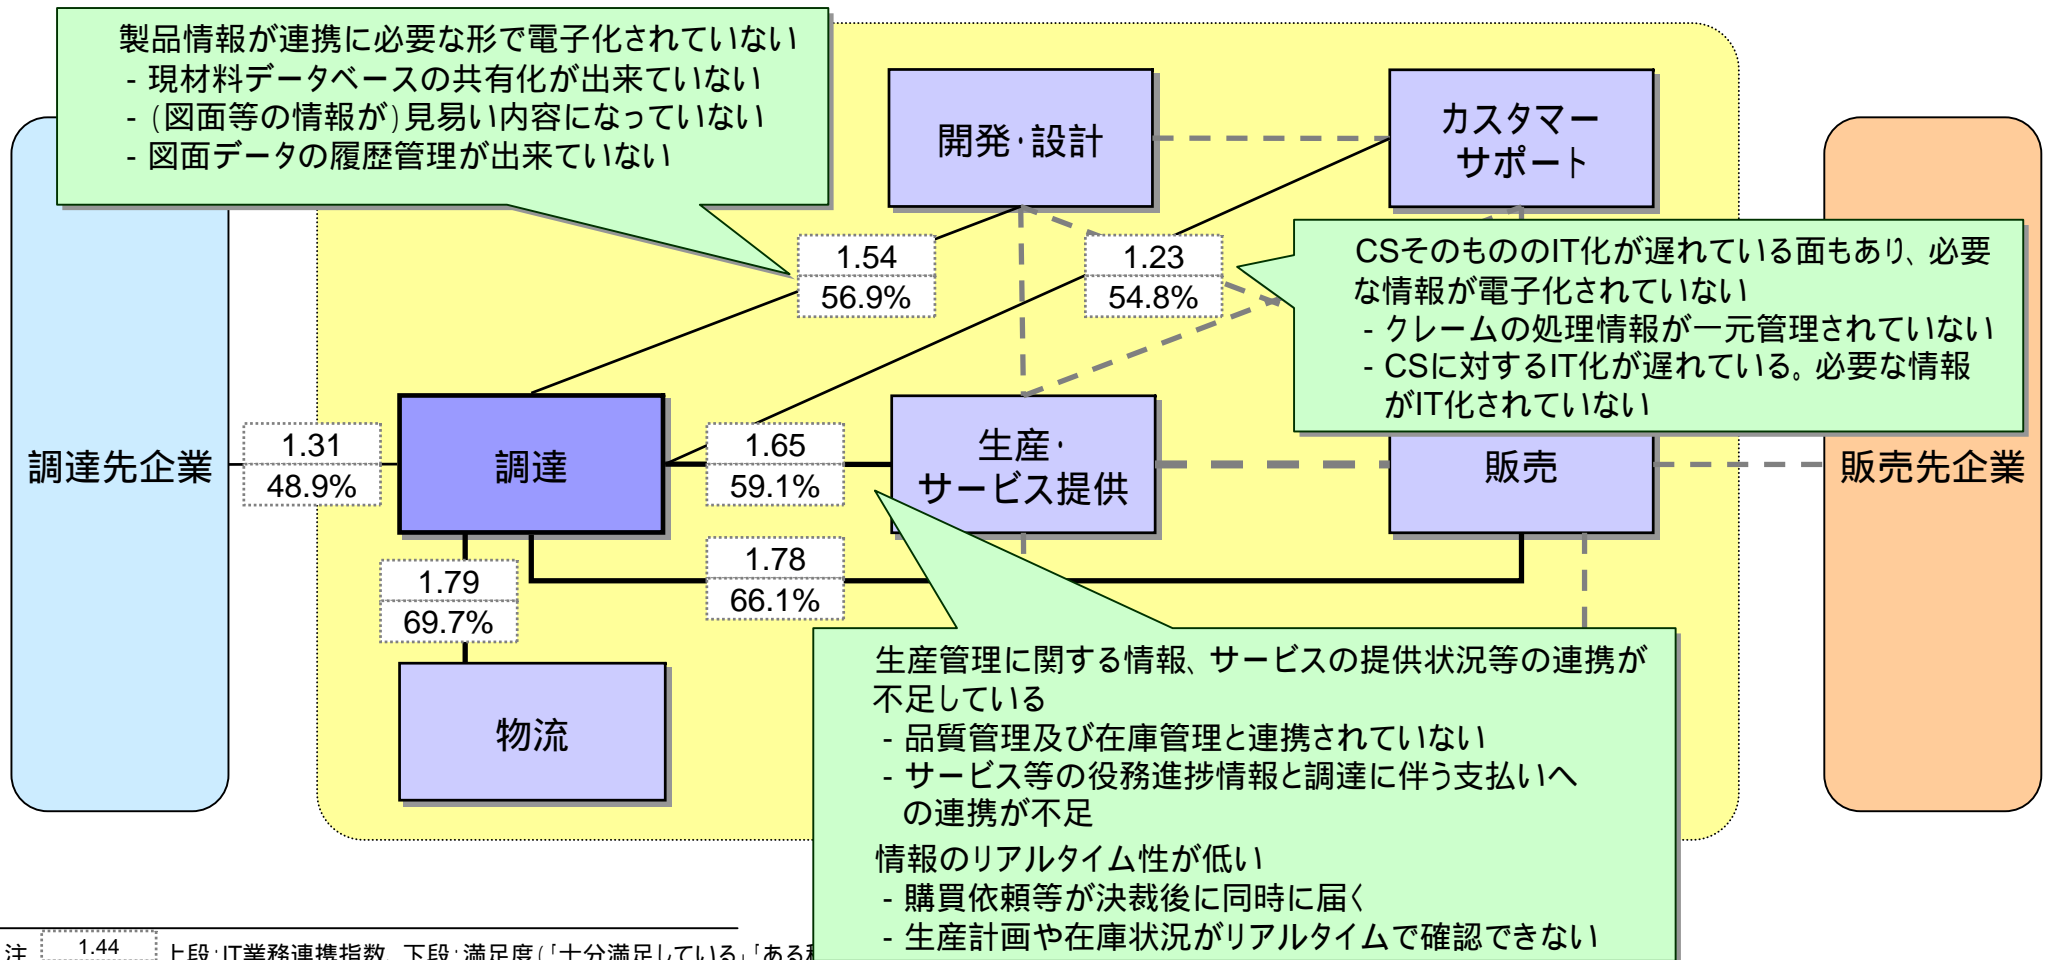 製品情報が連携に必要な形で電子化されていない
- 現材料データベースの共有化が出来ていない
- (図面等の情報が)見易い内容になっていない
- 図面データの履歴管理が出来ていない
開発・設計
カスタマー
サポート
1.54
56.9%
1.23
54.8%
CSそのもののIT化が遅れている面もあり、必要
な情報が電子化されていない
- クレームの処理情報が一元管理されていない
- CSに対するIT化が遅れている。必要な情報
がIT化されていない
調達先企業
1.31
48.9%
調達
1.65
59.1%
生産・
サービス提供
販売
販売先企業
1.79
69.7%
1.78
66.1%
物流
生産管理に関する情報、サービスの提供状況等の連携が
不足している
- 品質管理及び在庫管理と連携されていない
- サービス等の役務進捗情報と調達に伴う支払いへ
の連携が不足
情報のリアルタイム性が低い
- 購買依頼等が決裁後に同時に届く
- 生産計画や在庫状況がリアルタイムで確認できない
注 1.44 上段:IT業務連携指数、下段:満足度(「十分満足している」「ある